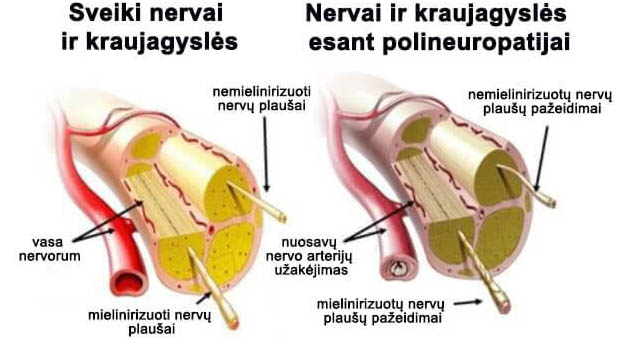 Sveiki nervai
ir kraujagyslės
nemielinirizuoti
nervų plaušai
vasa
nervorum
mielinirizuoti nervų
plaušai
Nervai ir kraujagyslės
esant polineuropatijai
nemielinirizuotų nervų
plaušų pažeidimai
nuosavų
nervo arterijų
užakėjimas
mielinirizuotų nervų
plaušų pažeidimai